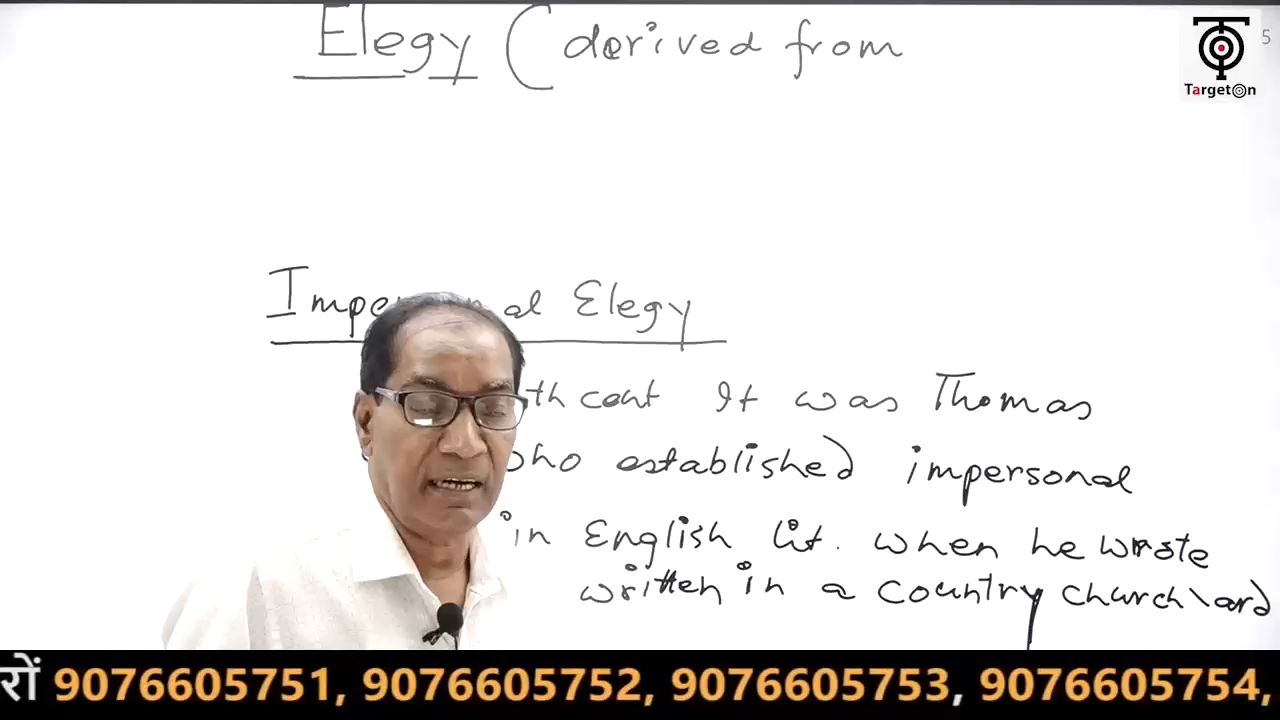 Elegy ( derived from
5
TargetOn
Impe al Elegy
th cent It was Thomas
who established impersonal
in English lit. when he wrote
written in a country churchyard
रों 9076605751, 9076605752, 9076605753, 9076605754,